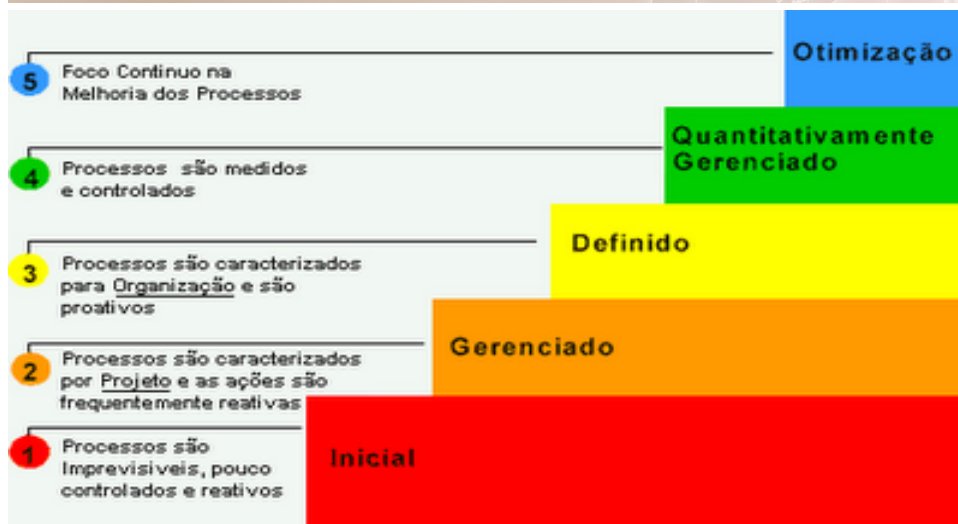 Otimização
5
Foco Continuo na
Melhoria dos Processos
Quantitativamente
Gerenciado
4
Processos são medidos
e controlados
Definido
3
Processos são caracterizados
para Organização e são
proativos
Gerenciado
2
Processos são caracterizados
por Projeto e as ações são
frequentemente reativas
Inicial
1
Processos são
Imprevisiveis, pouco
controlados e reativos